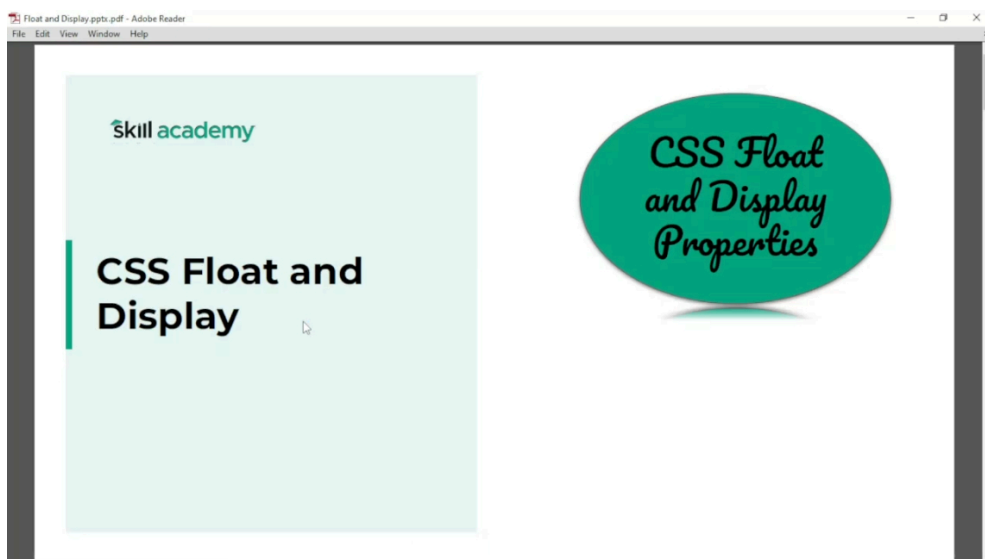 Float and Display.pptx.pdf - Adobe Reader
File Edit View Window Help
skill academy
CSS Float and
Display
CSS Float
and Display
Properties